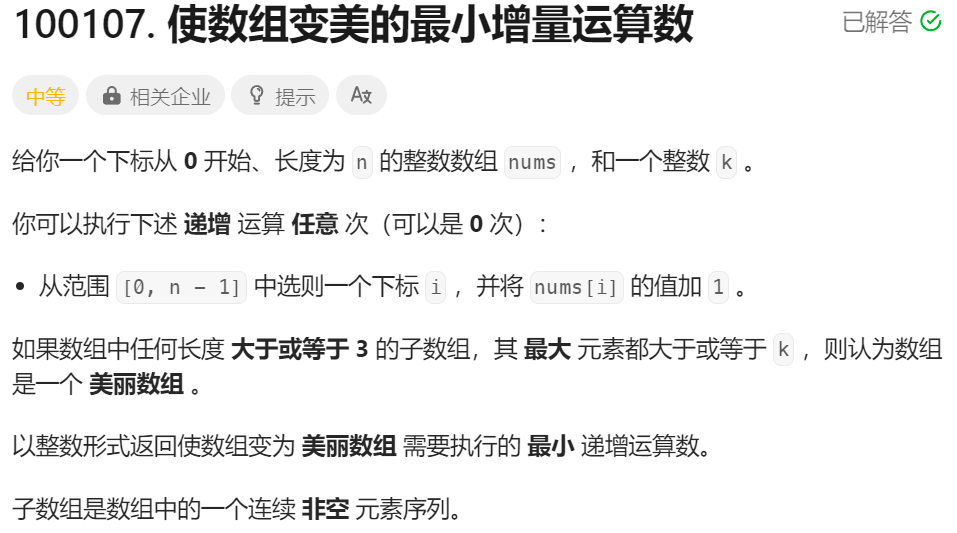 100107. 使数组变美的最小增量运算数
已解答
中等 相关企业 提示
给你一个下标从 0 开始、长度为 n 的整数数组 nums ，和一个整数 k 。
你可以执行下述 递增 运算 任意 次（可以是 0 次）：
• 从范围 [0, n - 1] 中选则一个下标 i ，并将 nums[i] 的值加 1 。
如果数组中任何长度 大于或等于 3 的子数组，其 最大 元素都大于或等于 k ，则认为数组
是一个 美丽数组 。
以整数形式返回使数组变为 美丽数组 需要执行的 最小 递增运算数。
子数组是数组中的一个连续 非空 元素序列。